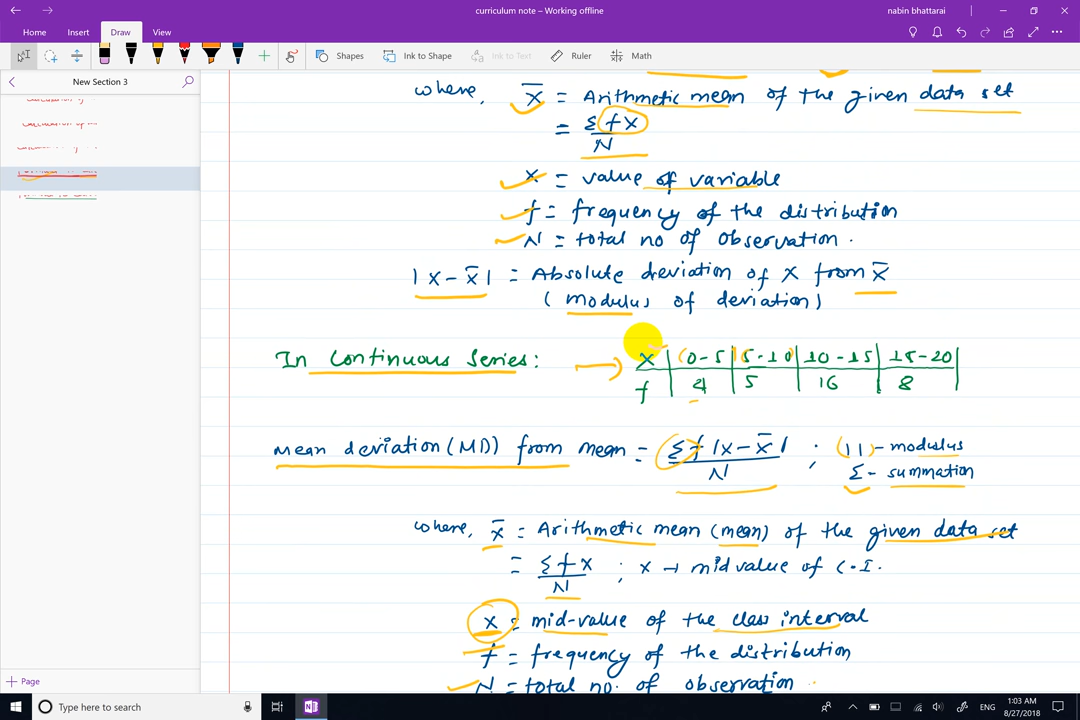 curriculum note – Working offline
nabin bhattarai
Home Insert Draw View
Shapes Ink to Shape Ink to Text Ruler Math
New Section 3
where, x̄ = Arithmetic mean of the given data set
= Σfx/N
x = value of variable
f = frequency of the distribution
N = total no of observation.
|x-x̄| = Absolute deviation of x from x̄
(modulus of deviation)
In continuous series: → x | 0-5 | 5-10 | 10-15 | 15-20 |
f | 4 | 5 | 16 | 8
Mean deviation (MD) from mean = Σf|x-x̄|/N ; (||) - modulus
Σ - summation
where, x̄ = Arithmetic mean (mean) of the given data set
= Σfx/N ; x → mid value of C.I.
x = mid-value of the class interval
f = frequency of the distribution
N = total no. of observation
+ Page
Type here to search
ENG
1:03 AM
8/27/2018